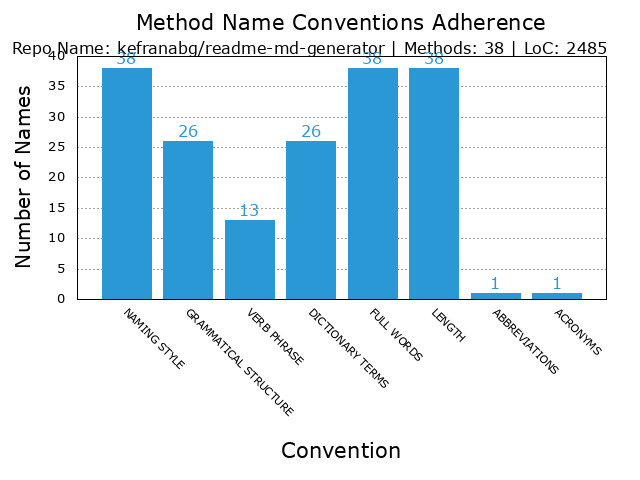 Method Name Conventions Adherence
Repo Name: kefranabg/readme-md-generator | Methods: 38 | LoC: 2485
Number of Names
40
35
30
25
20
15
10
5
0
38
26
13
26
38
38
1
1
NAMING STYLE
GRAMMATICAL STRUCTURE
VERB PHRASE
DICTIONARY TERMS
FULL WORDS
LENGTH
ABBREVIATIONS
ACRONYMS
Convention